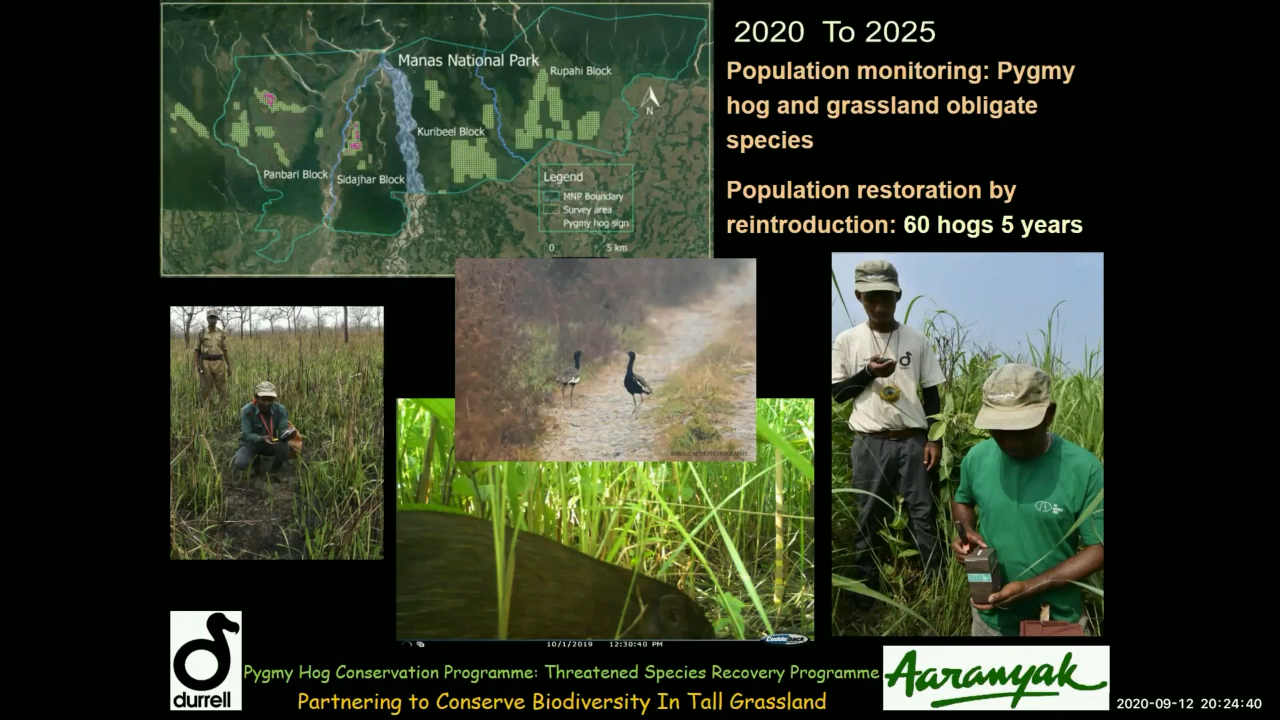 2020 To 2025
Population monitoring: Pygmy
hog and grassland obligate
species
Population restoration by
reintroduction: 60 hogs 5 years
Manas National Park
Rupahi Block
N
Kuribeel Block
Panbari Block
Sidajhar Block
Legend
MNP Boundary
Survey area
Pygmy hog sign
0 5 km
10/1/2019 12:30:40 PM
Cuddeback
durrell
Pygmy Hog Conservation Programme: Threatened Species Recovery Programme
Partnering to Conserve Biodiversity In Tall Grassland
Aaranyak
2020-09-12 20:24:40